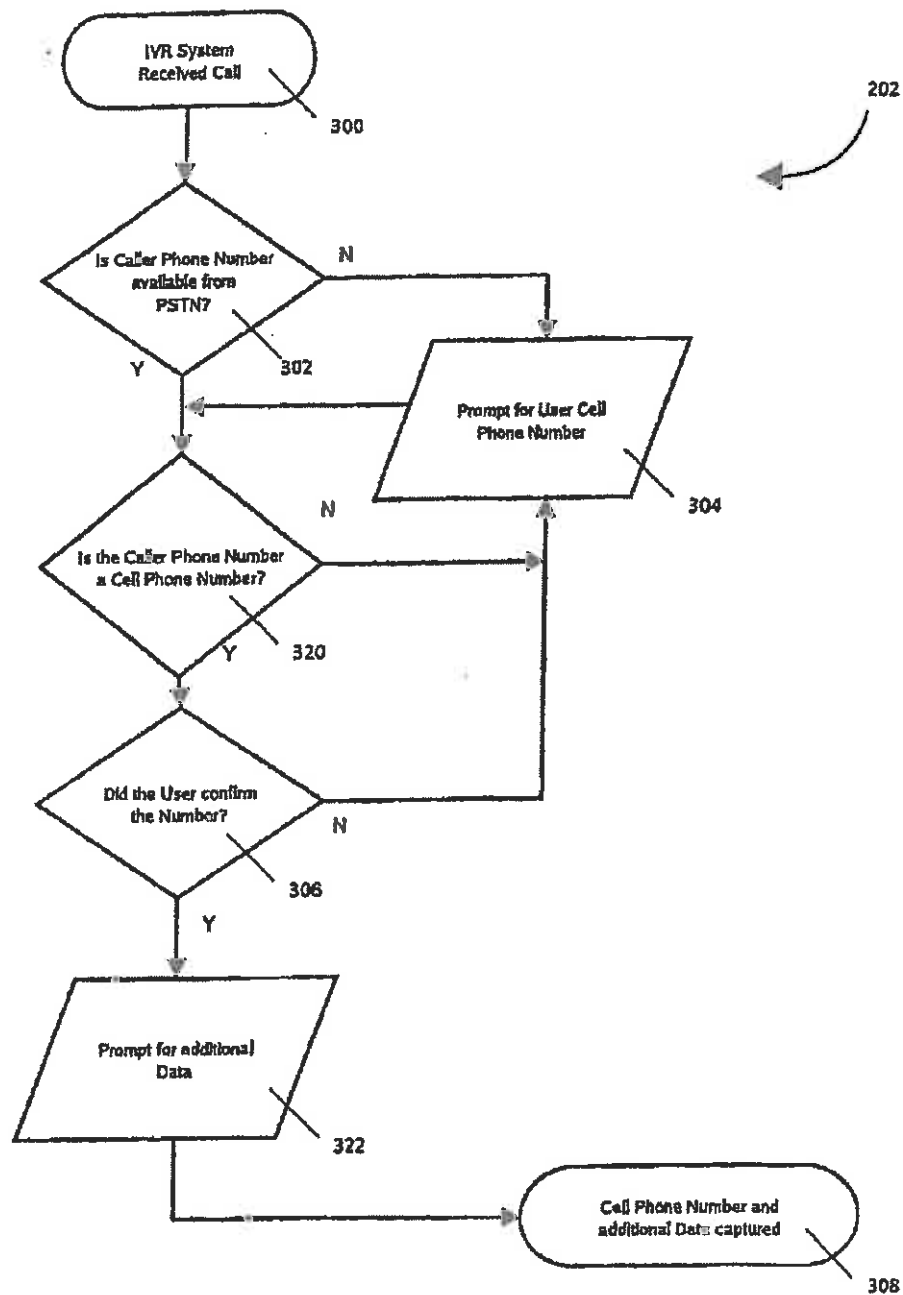 IVR System
Received Call
300
202
Is Caller Phone Number
available from
PSTN?
302
N
Y
Prompt for User Cell
Phone Number
304
N
Is the Caller Phone Number
a Cell Phone Number?
320
Y
Did the User confirm
the Number?
306
N
Y
Prompt for additional
Data
322
Cell Phone Number and
additional Data captured
308